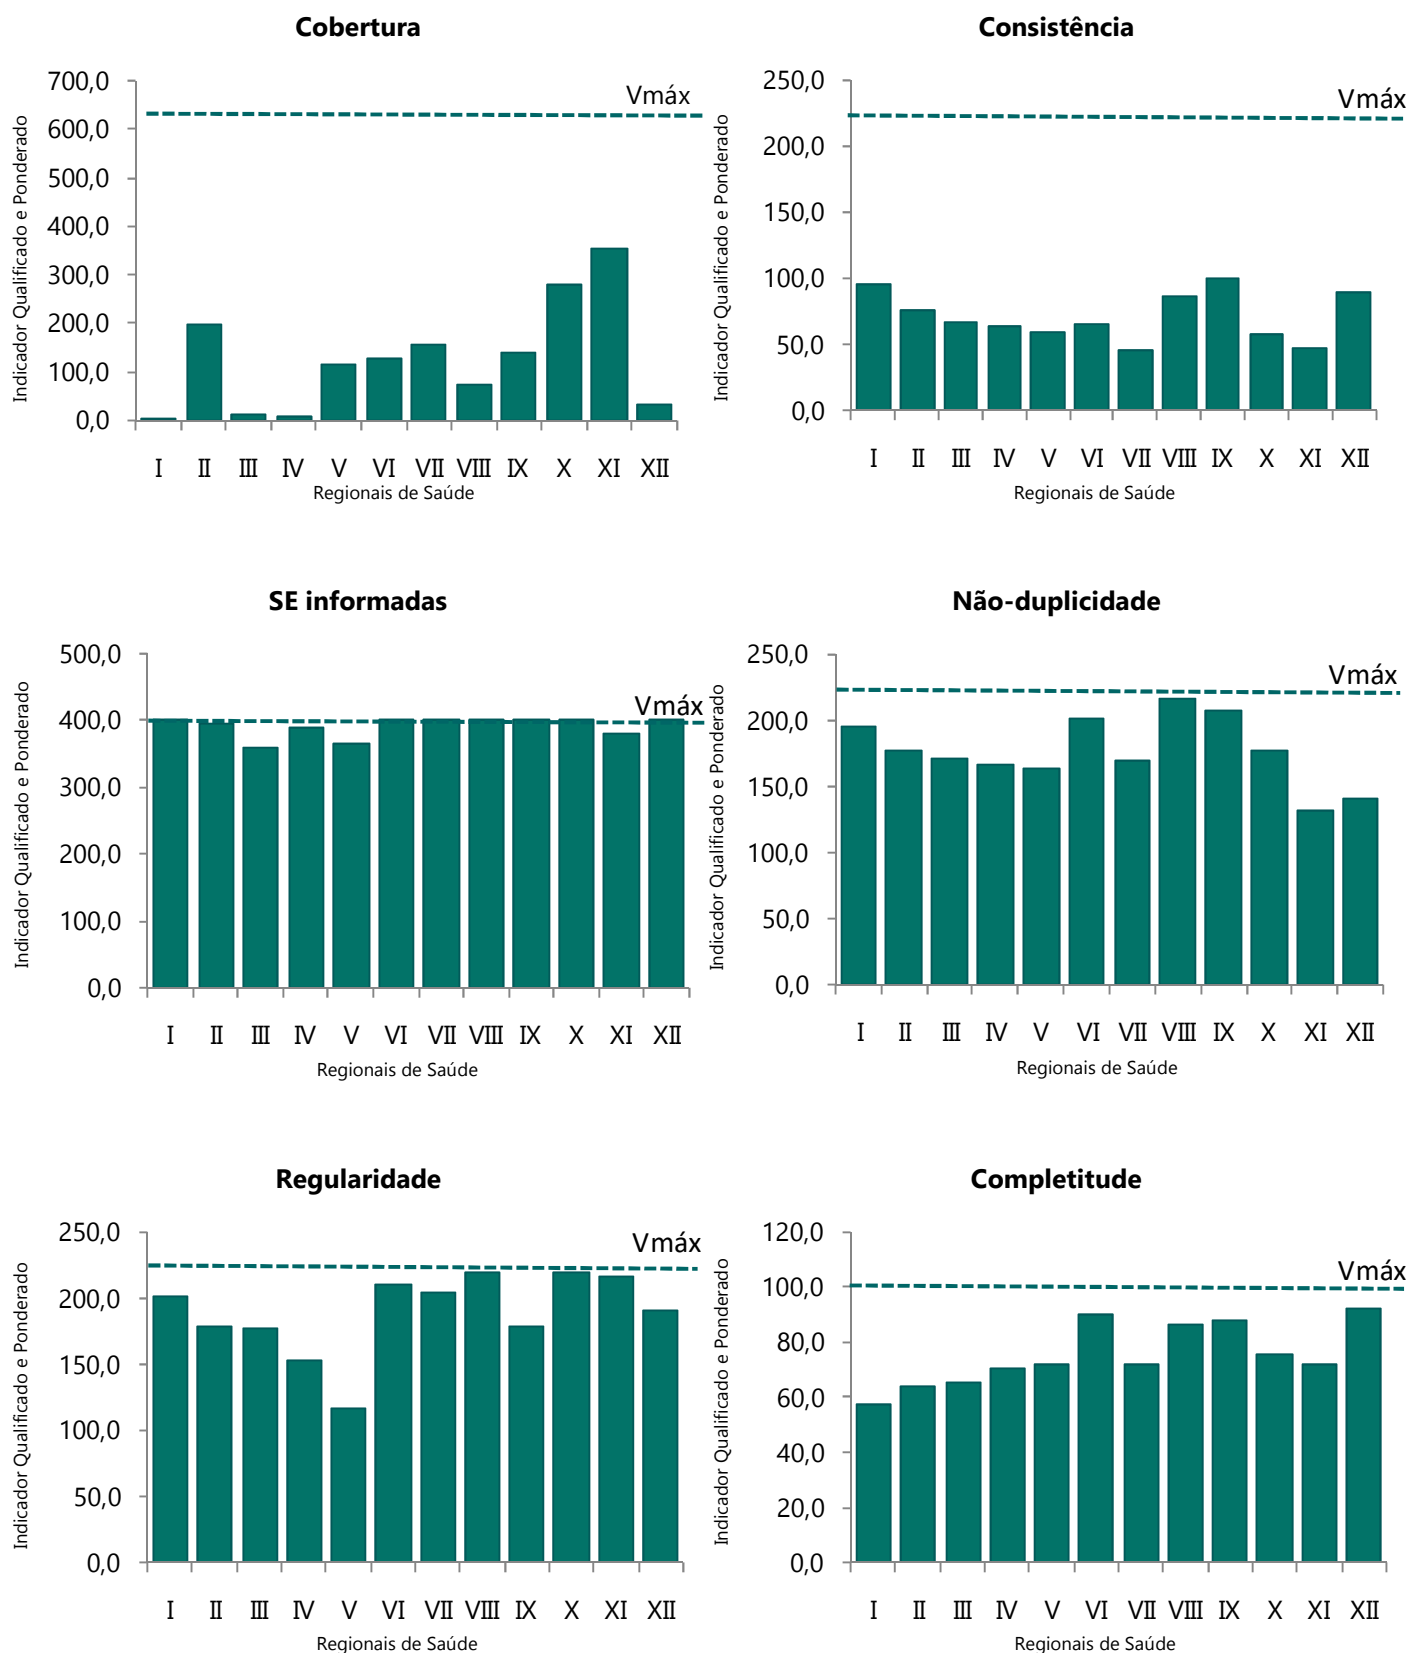 Cobertura
Indicador Qualificado e Ponderado
700,0
600,0
500,0
400,0
300,0
200,0
100,0
0,0
Vmáx
I II III IV V VI VII VIII IX X XI XII
Regionais de Saúde
Consistência
Indicador Qualificado e Ponderado
250,0
200,0
150,0
100,0
50,0
0,0
Vmáx
I II III IV V VI VII VIII IX X XI XII
Regionais de Saúde
SE informadas
Indicador Qualificado e Ponderado
500,0
400,0
300,0
200,0
100,0
0,0
Vmáx
I II III IV V VI VII VIII IX X XI XII
Regionais de Saúde
Não-duplicidade
Indicador Qualificado e Ponderado
250,0
200,0
150,0
100,0
50,0
0,0
Vmáx
I II III IV V VI VII VIII IX X XI XII
Regionais de Saúde
Regularidade
Indicador Qualificado e Ponderado
250,0
200,0
150,0
100,0
50,0
0,0
Vmáx
I II III IV V VI VII VIII IX X XI XII
Regionais de Saúde
Completitude
Indicador Qualificado e Ponderado
120,0
100,0
80,0
60,0
40,0
20,0
0,0
Vmáx
I II III IV V VI VII VIII IX X XI XII
Regionais de Saúde